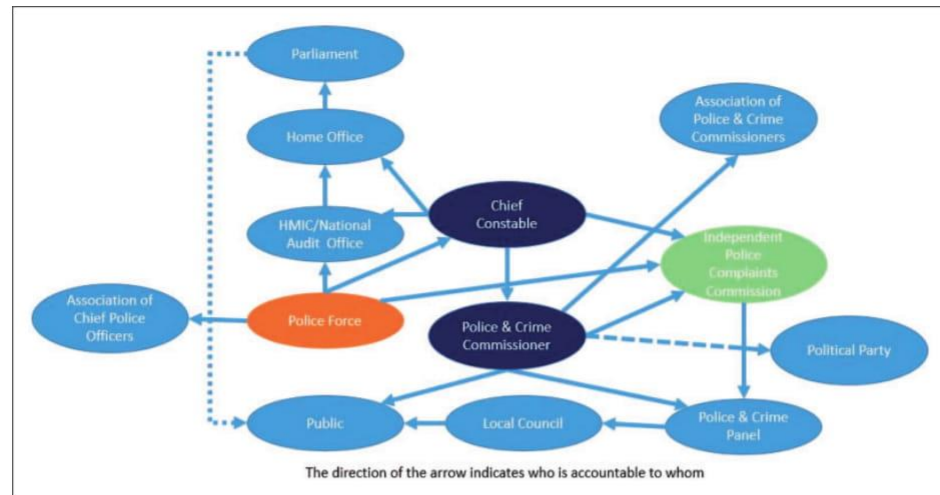 Parliament
Home Office
Association of
Police & Crime
Commissioners
Chief
Constable
HMIC/National
Audit Office
Independent
Police
Complaints
Commission
Association of
Chief Police
Officers
Police Force
Police & Crime
Commissioner
Political Party
Public
Local Council
Police & Crime
Panel
The direction of the arrow indicates who is accountable to whom